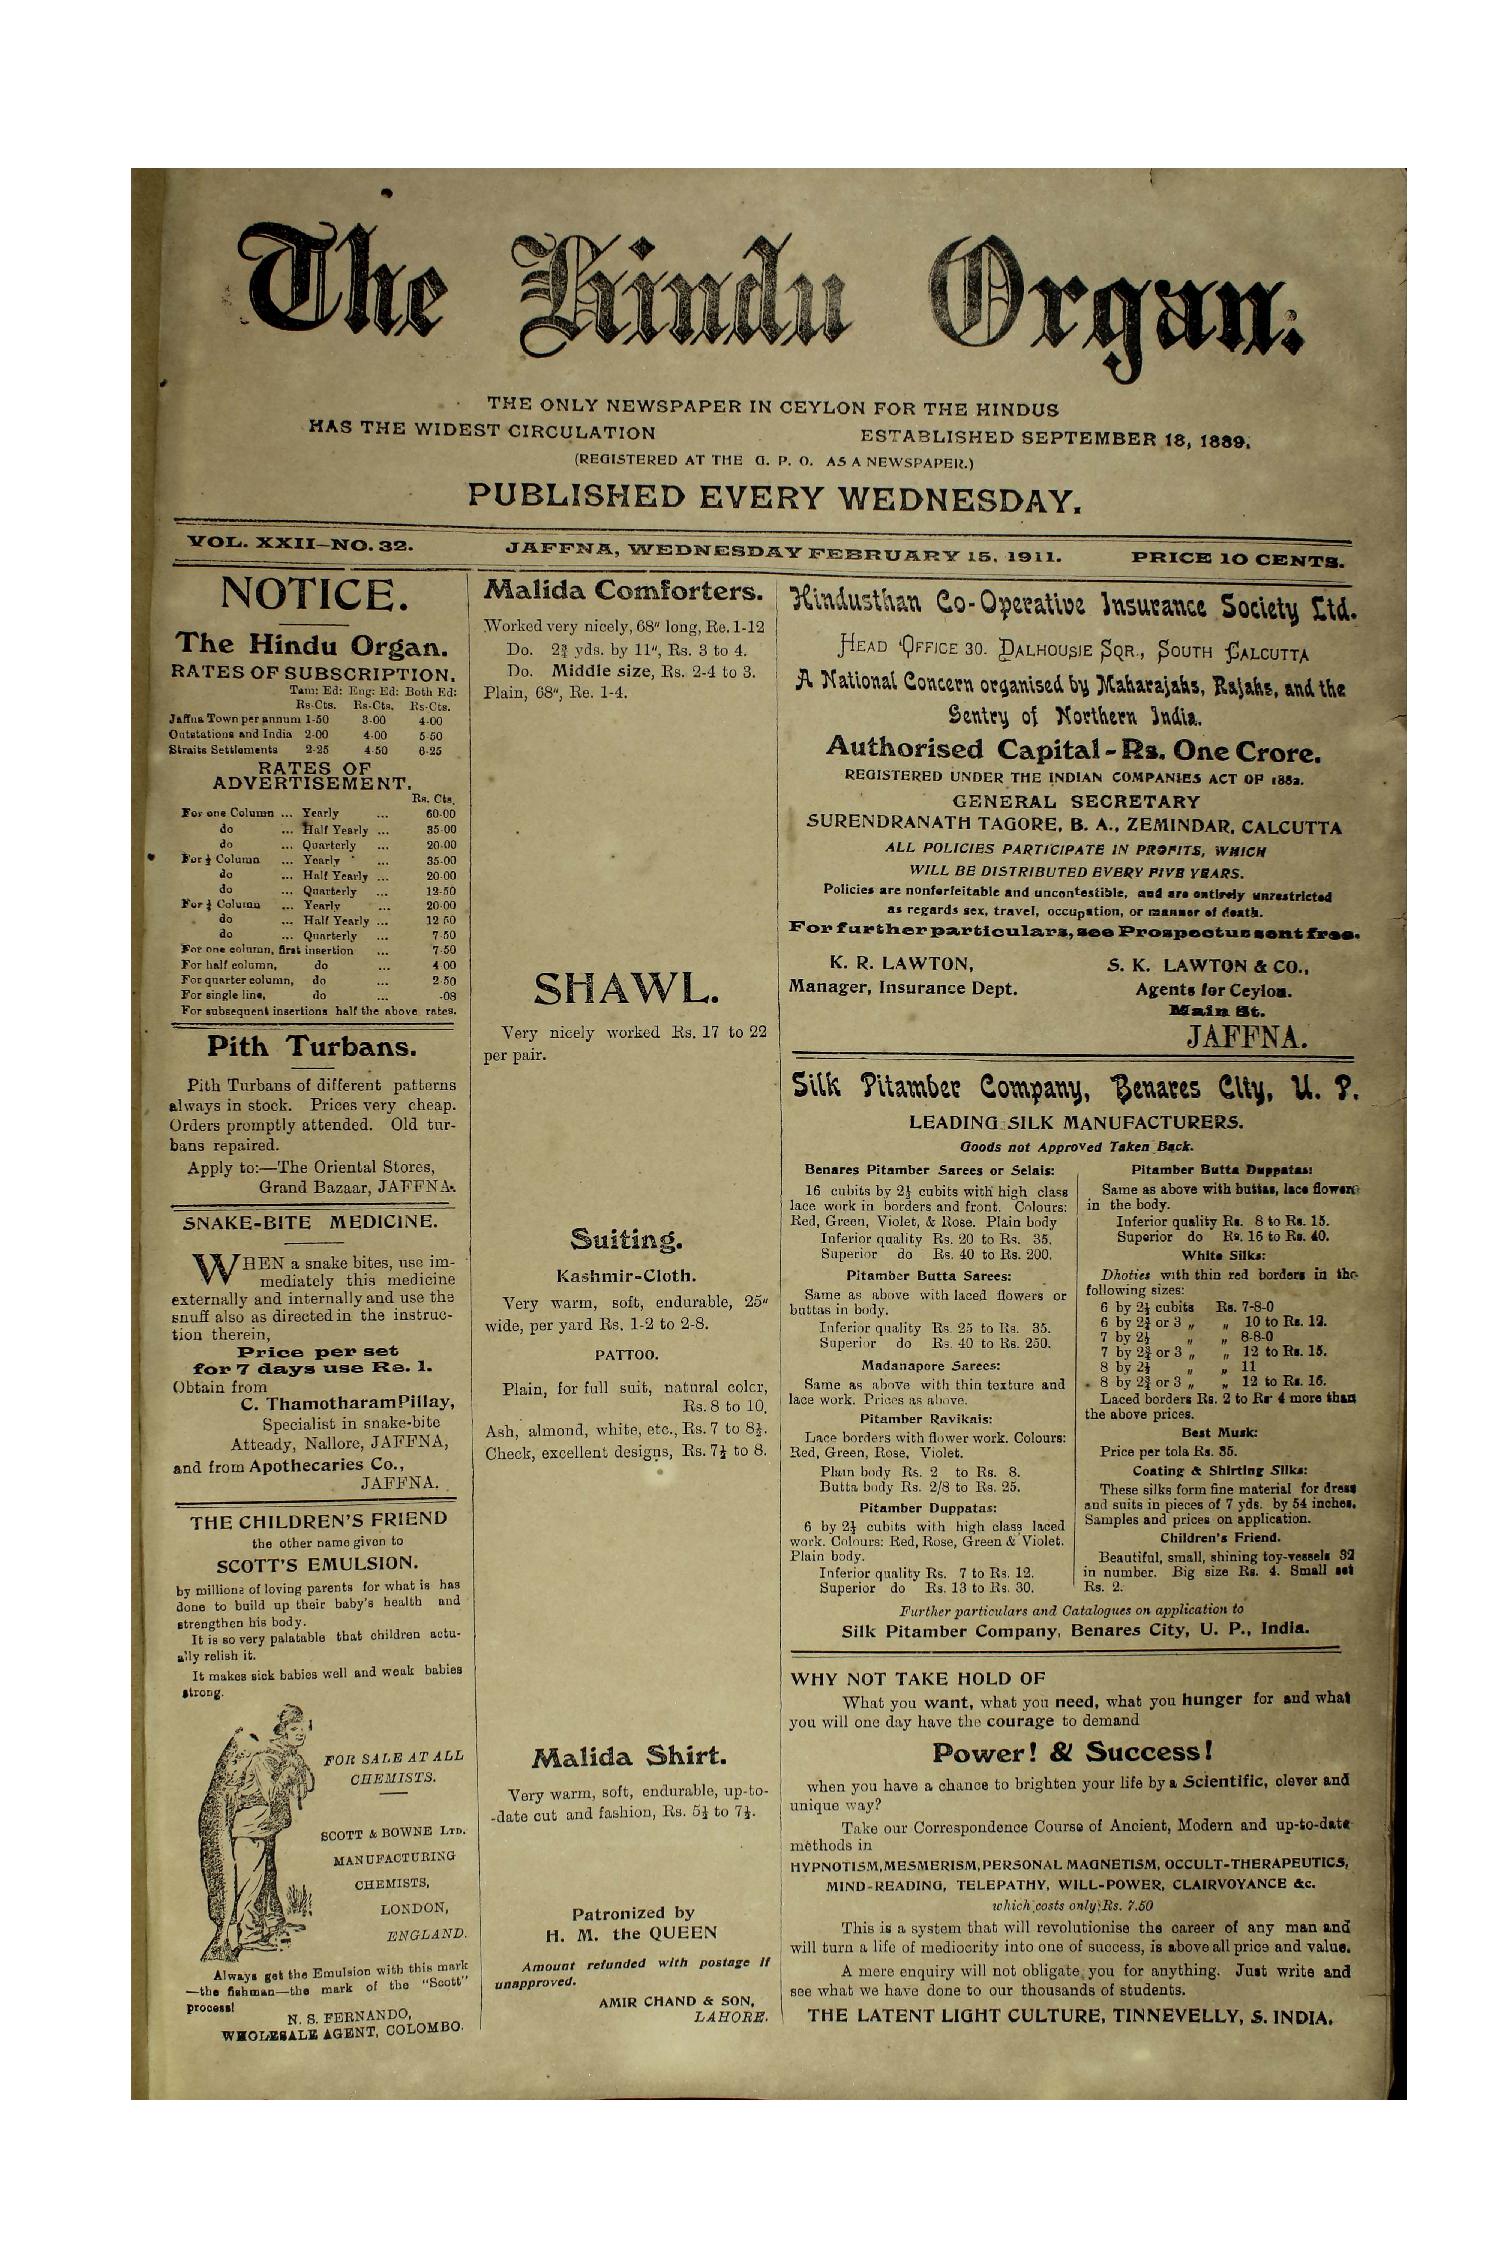 The Hindu Organ.
THE ONLY NEWSPAPER IN CEYLON FOR THE HINDUS
HAS THE WIDEST CIRCULATION ESTABLISHED SEPTEMBER 18, 1889.
(REGISTERED AT THE G. P. O. AS A NEWSPAPER.)
PUBLISHED EVERY WEDNESDAY.
VOL. XXII—NO. 32. JAFFNA, WEDNESDAY FEBRUARY 15, 1911. PRICE 10 CENTS.
NOTICE.
The Hindu Organ.
RATES OF SUBSCRIPTION.
Tam: Ed: Eng: Ed: Both Ed:
Rs-Cts. Rs-Cts. Rs-Cts.
Jaffna Town per annum 1-50 3-00 4-00
Outstations and India 2-00 4-00 5-50
Straits Settlements 2-25 4-50 6-25
RATES OF
ADVERTISEMENT.
Rs. Cts.
For one Column ... Yearly ... 60-00
do ... Half Yearly ... 35-00
do ... Quarterly ... 20-00
For ½ Column ... Yearly ... 35-00
do ... Half Yearly ... 20-00
do ... Quarterly ... 12-50
For ¼ Column ... Yearly ... 20-00
do ... Half Yearly ... 12 50
do ... Quarterly ... 7-50
For one column, first insertion ... 7-50
For half column, do ... 4 00
For quarter column, do ... 2 50
For single line, do ... -08
For subsequent insertions half the above rates.
Pith Turbans.
Pith Turbans of different patterns
always in stock. Prices very cheap.
Orders promptly attended. Old tur-
bans repaired.
Apply to:—The Oriental Stores,
Grand Bazaar, JAFFNA.
SNAKE-BITE MEDICINE.
WHEN a snake bites, use im-
mediately this medicine
externally and internally and use the
snuff also as directed in the instruc-
tion therein,
Price per set
for 7 days use Re. 1.
Obtain from
C. ThamotharamPillay,
Specialist in snake-bite
Atteady, Nallore, JAFFNA,
and from Apothecaries Co.,
JAFFNA.
THE CHILDREN'S FRIEND
the other name given to
SCOTT'S EMULSION.
by millions of loving parents for what is has
done to build up their baby's health and
strengthen his body.
It is so very palatable that children actu-
ally relish it.
It makes sick babies well and weak babies
strong.
FOR SALE AT ALL
CHEMISTS.
SCOTT & BOWNE LTD.
MANUFACTURING
CHEMISTS,
LONDON,
ENGLAND.
Always get the Emulsion with this mark
—the fishman—the mark of the "Scott"
process!
N. S. FERNANDO,
WHOLESALE AGENT, COLOMBO.
Malida Comforters.
Worked very nicely, 68" long, Re. 1-12
Do. 2¾ yds. by 11", Rs. 3 to 4.
Do. Middle size, Rs. 2-4 to 3.
Plain, 68", Re. 1-4.
SHAWL.
Very nicely worked Rs. 17 to 22
per pair.
Suiting.
Kashmir-Cloth.
Very warm, soft, endurable, 25"
wide, per yard Rs. 1-2 to 2-8.
PATTOO.
Plain, for full suit, natural color,
Rs. 8 to 10.
Ash, almond, white, etc., Rs. 7 to 8½.
Check, excellent designs, Rs. 7½ to 8.
Malida Shirt.
Very warm, soft, endurable, up-to-
-date cut and fashion, Rs. 5½ to 7½.
Patronized by
H. M. the QUEEN
Amount refunded with postage if
unapproved.
AMIR CHAND & SON,
LAHORE.
Hindusthan Co-Operative Insurance Society Ltd.
HEAD OFFICE 30. DALHOUSIE SQR., SOUTH CALCUTTA
A National Concern organised by Maharajahs, Rajahs, and the
Gentry of Northern India.
Authorised Capital-Rs. One Crore.
REGISTERED UNDER THE INDIAN COMPANIES ACT OF 1882.
GENERAL SECRETARY
SURENDRANATH TAGORE, B. A., ZEMINDAR, CALCUTTA
ALL POLICIES PARTICIPATE IN PROFITS, WHICH
WILL BE DISTRIBUTED EVERY FIVE YEARS.
Policies are nonforfeitable and uncontestible, and are entirely unrestricted
as regards sex, travel, occupation, or manner of death.
For further particulars, see Prospectus sent free.
K. R. LAWTON, S. K. LAWTON & CO.,
Manager, Insurance Dept. Agents for Ceylon.
Main St.
JAFFNA.
Silk Pitamber Company, Benares City, U. P.
LEADING SILK MANUFACTURERS.
Goods not Approved Taken Back.
Benares Pitamber Sarees or Selais:
16 cubits by 2½ cubits with high class
lace work in borders and front. Colours:
Red, Green, Violet, & Rose. Plain body
Inferior quality Rs. 20 to Rs. 35.
Superior do Rs. 40 to Rs. 200.
Pitamber Butta Sarees:
Same as above with laced flowers or
buttas in body.
Inferior quality Rs. 25 to Rs. 35.
Superior do Rs. 40 to Rs. 250.
Madanapore Sarees:
Same as above with thin texture and
lace work. Prices as above.
Pitamber Ravikais:
Lace borders with flower work. Colours:
Red, Green, Rose, Violet.
Plain body Rs. 2 to Rs. 8.
Butta body Rs. 2/8 to Rs. 25.
Pitamber Duppatas:
6 by 2½ cubits with high class laced
work. Colours: Red, Rose, Green & Violet.
Plain body.
Inferior quality Rs. 7 to Rs. 12.
Superior do Rs. 13 to Rs. 30.
Pitamber Butta Duppatas:
Same as above with buttas, lace flowers
in the body.
Inferior quality Rs. 8 to Rs. 15.
Superior do Rs. 16 to Rs. 40.
White Silks:
Dhoties with thin red borders in the
following sizes:
6 by 2½ cubits Rs. 7-8-0
6 by 2¾ or 3 „ „ 10 to Rs. 12.
7 by 2½ „ „ 8-8-0
7 by 2¾ or 3 „ „ 12 to Rs. 15.
8 by 2½ „ „ 11
8 by 2¾ or 3 „ „ 12 to Rs. 16.
Laced borders Rs. 2 to Rs 4 more than
the above prices.
Best Musk:
Price per tola Rs. 35.
Coating & Shirting Silks:
These silks form fine material for dress
and suits in pieces of 7 yds. by 54 inches.
Samples and prices on application.
Children's Friend.
Beautiful, small, shining toy-vessels 32
in number. Big size Rs. 4. Small set
Rs. 2.
Further particulars and Catalogues on application to
Silk Pitamber Company, Benares City, U. P., India.
WHY NOT TAKE HOLD OF
What you want, what you need, what you hunger for and what
you will one day have the courage to demand
Power! & Success!
when you have a chance to brighten your life by a Scientific, clever and
unique way?
Take our Correspondence Course of Ancient, Modern and up-to-date
methods in
HYPNOTISM, MESMERISM, PERSONAL MAGNETISM, OCCULT-THERAPEUTICS,
MIND-READING, TELEPATHY, WILL-POWER, CLAIRVOYANCE &c.
which costs only Rs. 7.50
This is a system that will revolutionise the career of any man and
will turn a life of mediocrity into one of success, is above all price and value.
A mere enquiry will not obligate you for anything. Just write and
see what we have done to our thousands of students.
THE LATENT LIGHT CULTURE, TINNEVELLY, S. INDIA.